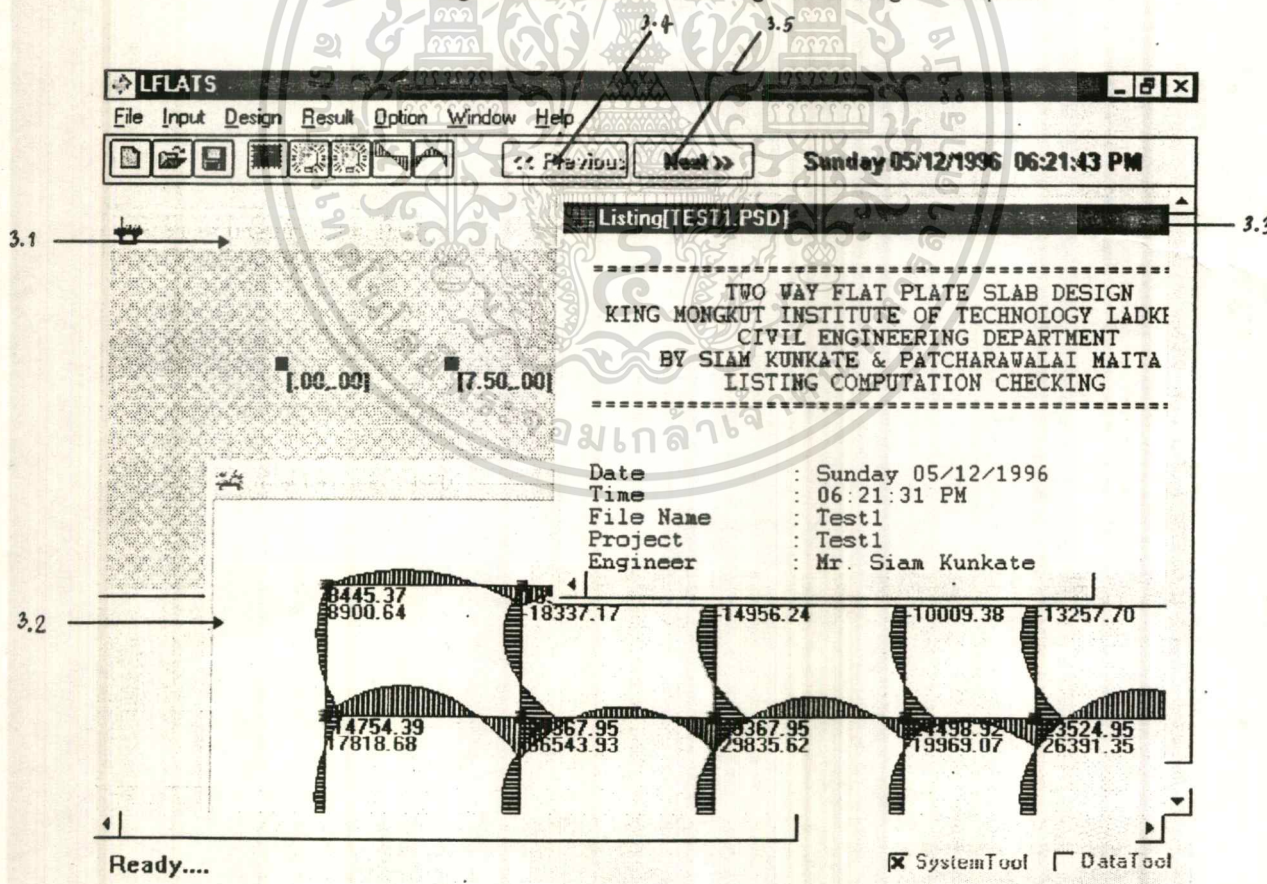 3.4 3.5
LFLATS
File Input Design Result Option Window Help
<< Previous Next >> Sunday 05/12/1996 06:21:43 PM
3.1
Listing[TEST1.PSD]
3.3
TWO WAY FLAT PLATE SLAB DESIGN
KING MONGKUT INSTITUTE OF TECHNOLOGY LADKE
CIVIL ENGINEERING DEPARTMENT
BY SIAM KUNKATE & PATCHARAWALAI MAITA
LISTING COMPUTATION CHECKING
[.00,.00] [7.50,.00]
Date : Sunday 05/12/1996
Time : 06:21:31 PM
File Name : Test1
Project : Test1
Engineer : Mr. Siam Kunkate
3.2
8445.37
8900.64 -18337.17 -14956.24 -10009.38 -13257.70
14754.39
17818.68 36543.93 29835.62 19969.07 26391.35
Ready.... SystemTool DataTool